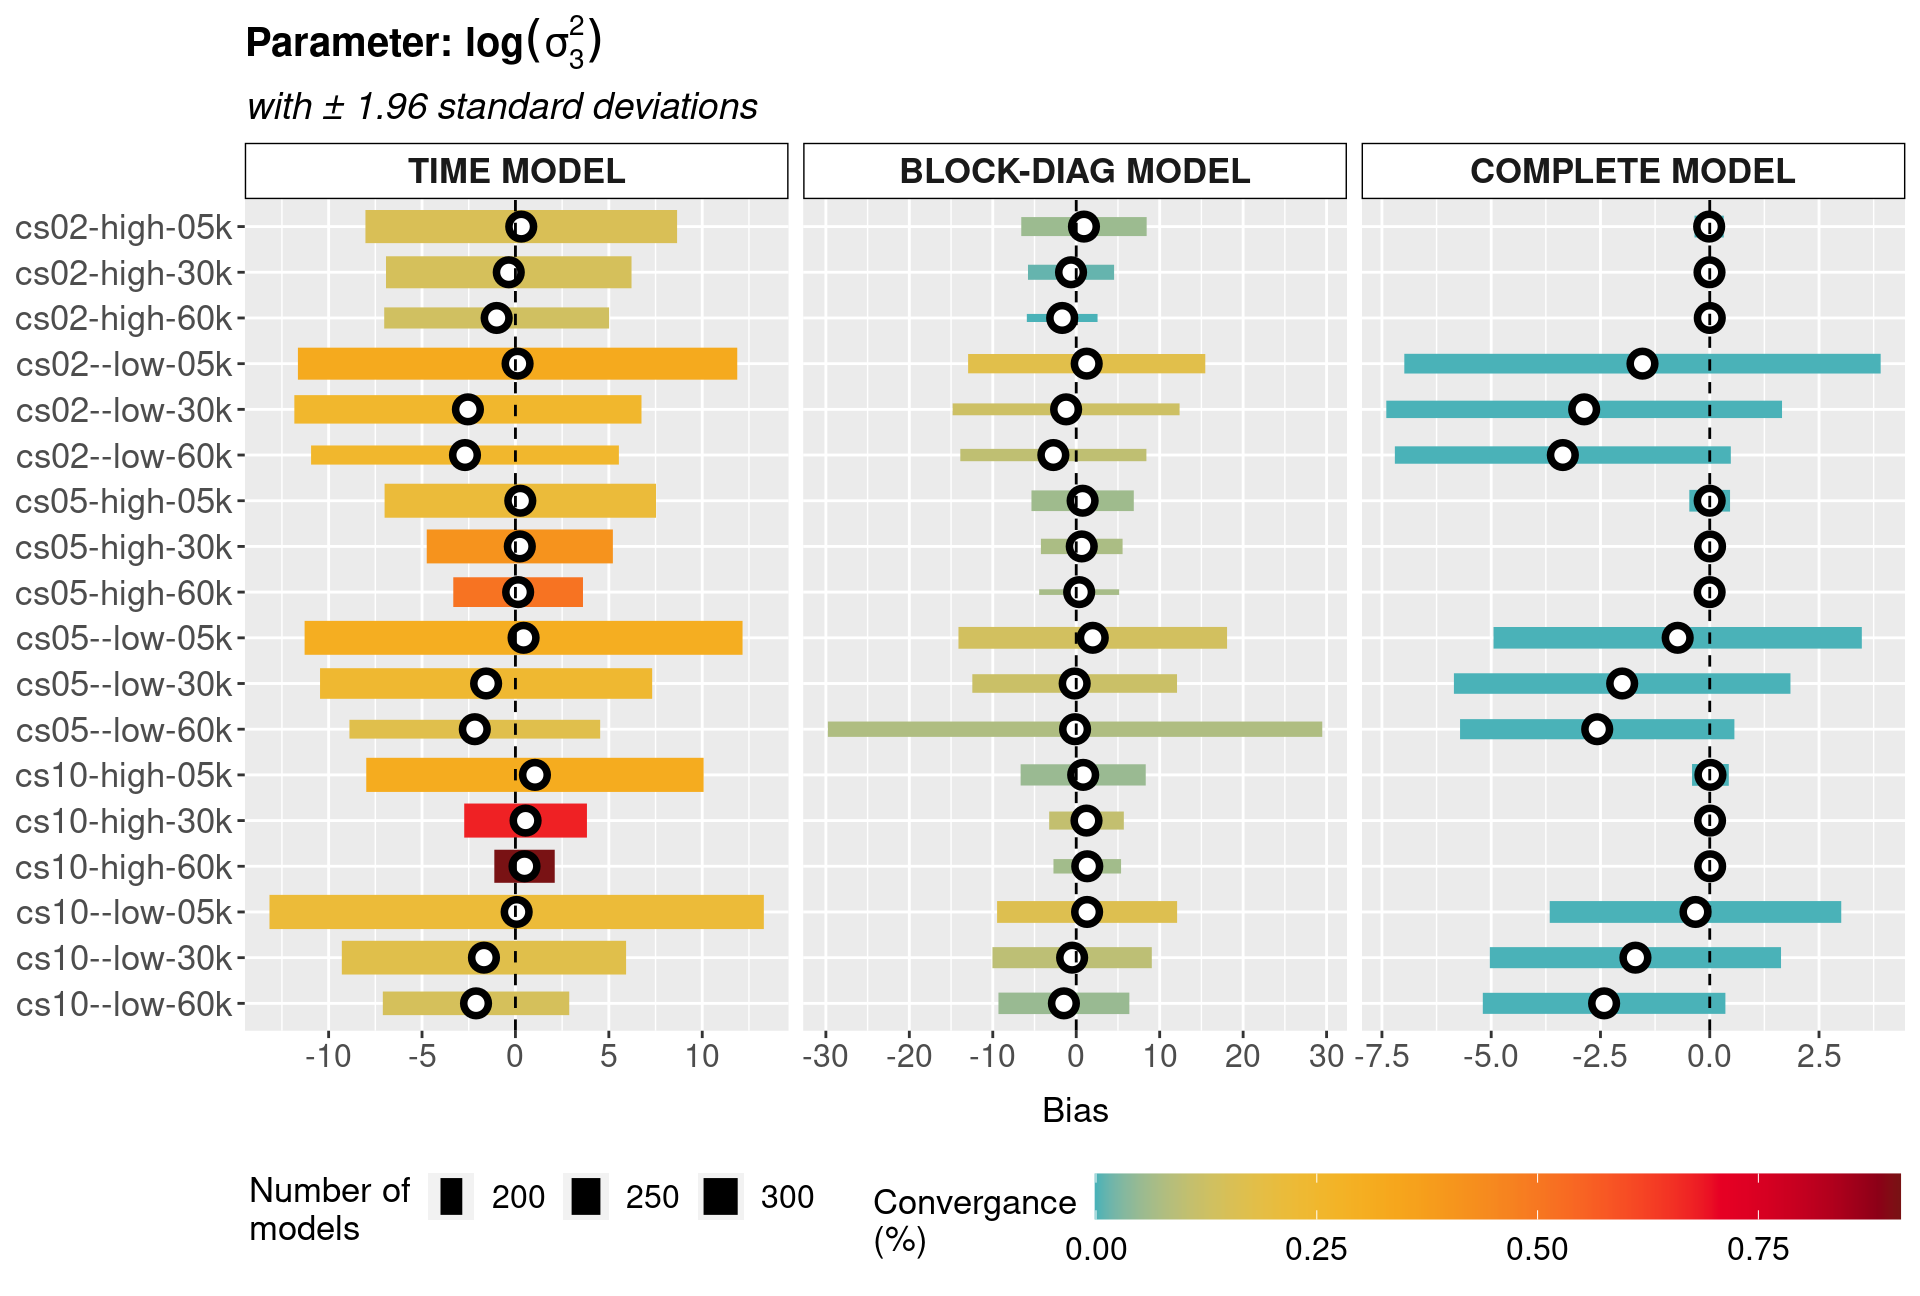 Parameter: log(σ₃²)
with ± 1.96 standard deviations
TIME MODEL BLOCK-DIAG MODEL COMPLETE MODEL
cs02-high-05k
cs02-high-30k
cs02-high-60k
cs02--low-05k
cs02--low-30k
cs02--low-60k
cs05-high-05k
cs05-high-30k
cs05-high-60k
cs05--low-05k
cs05--low-30k
cs05--low-60k
cs10-high-05k
cs10-high-30k
cs10-high-60k
cs10--low-05k
cs10--low-30k
cs10--low-60k
-10 -5 0 5 10 -30 -20 -10 0 10 20 30 -7.5 -5.0 -2.5 0.0 2.5
Bias
Number of
models
200 250 300
Convergance
(%)
0.00 0.25 0.50 0.75